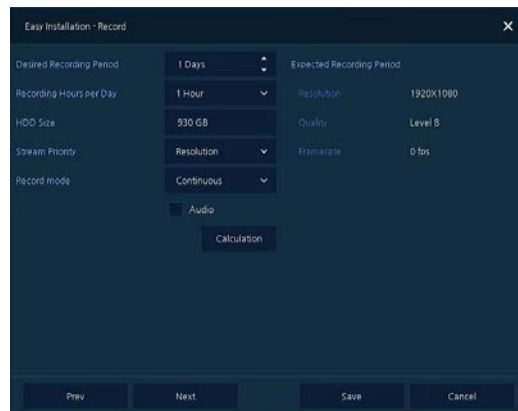 Easy Installation - Record
Desired Recording Period 1 Days Expected Recording Period
Recording Hours per Day 1 Hour Resolution 1920X1080
HDD Size 930 GB Quality Level 8
Stream Priority Resolution Framerate 0 fps
Record mode Continuous
Audio
Calculation
Prev Next Save Cancel